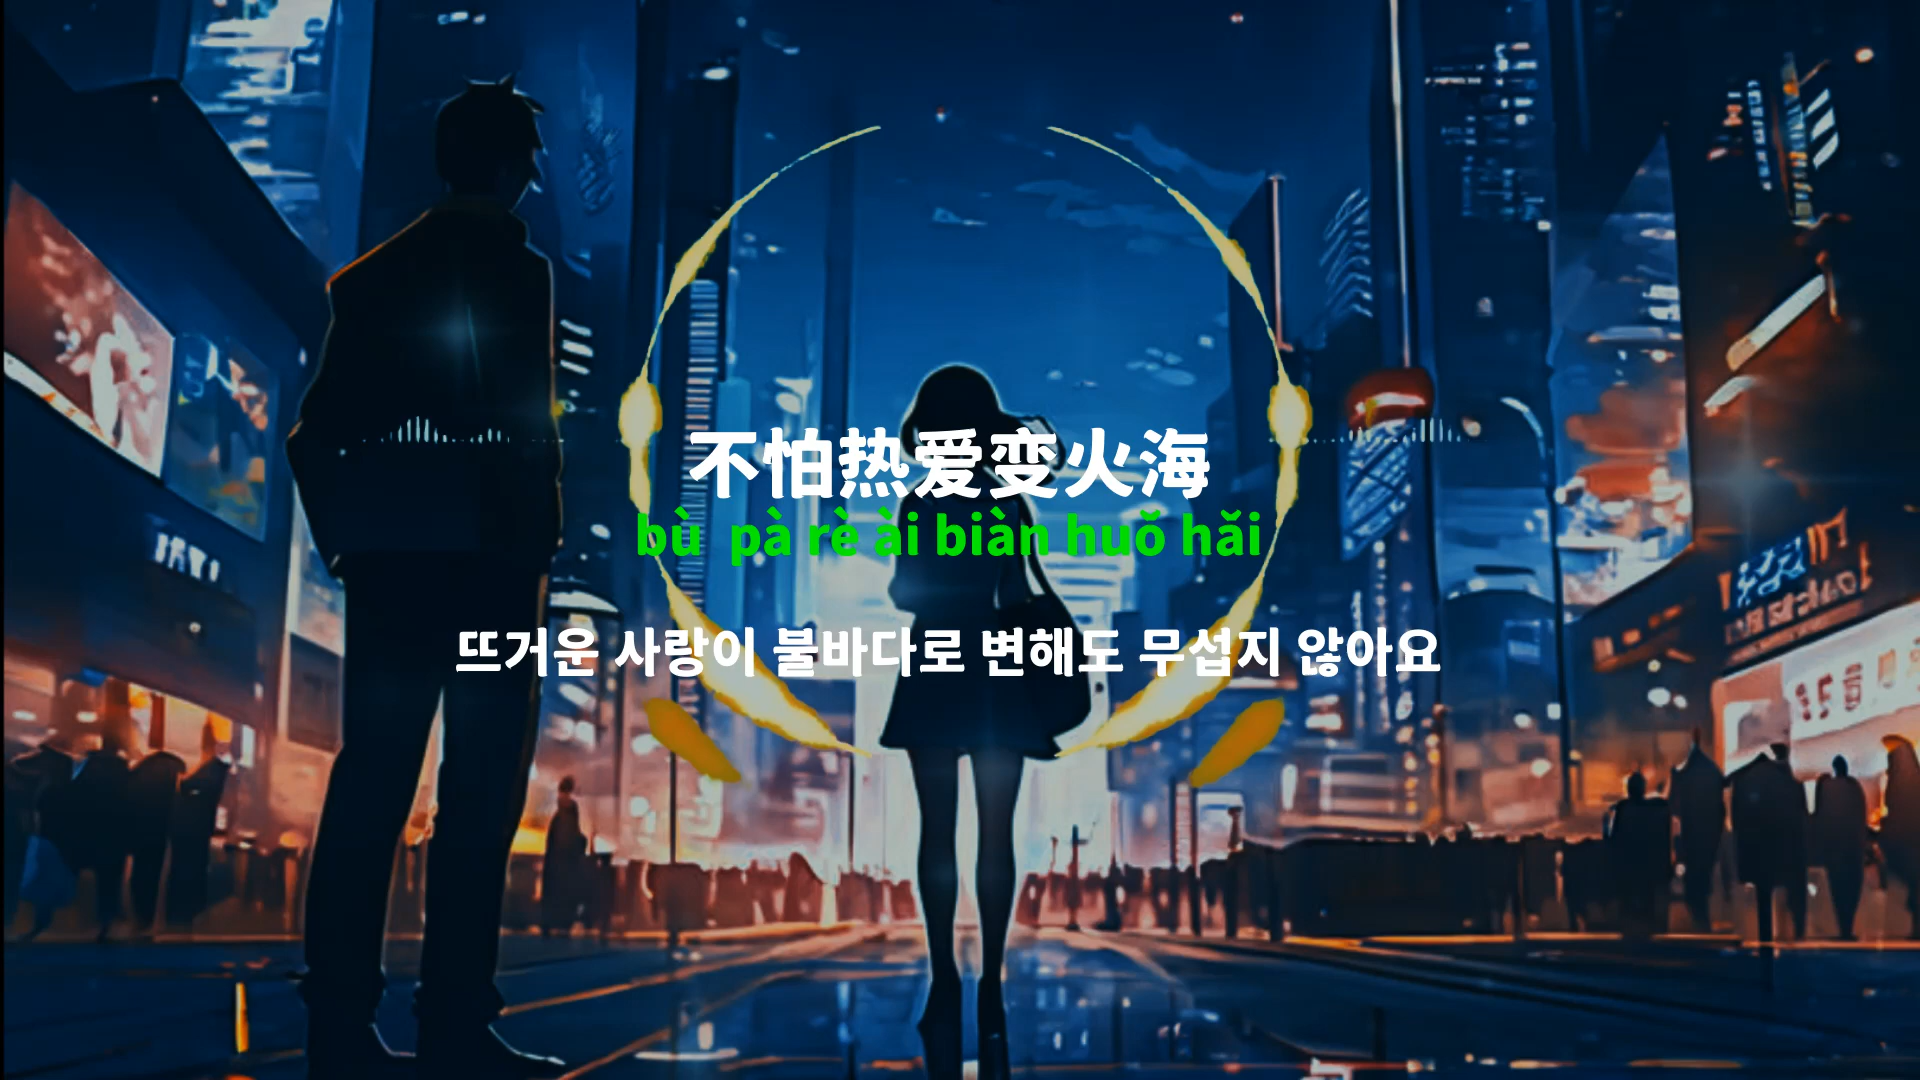 不怕热爱变火海
bù pà rè ài biàn huǒ hǎi
뜨거운 사랑이 불바다로 변해도 무섭지 않아요